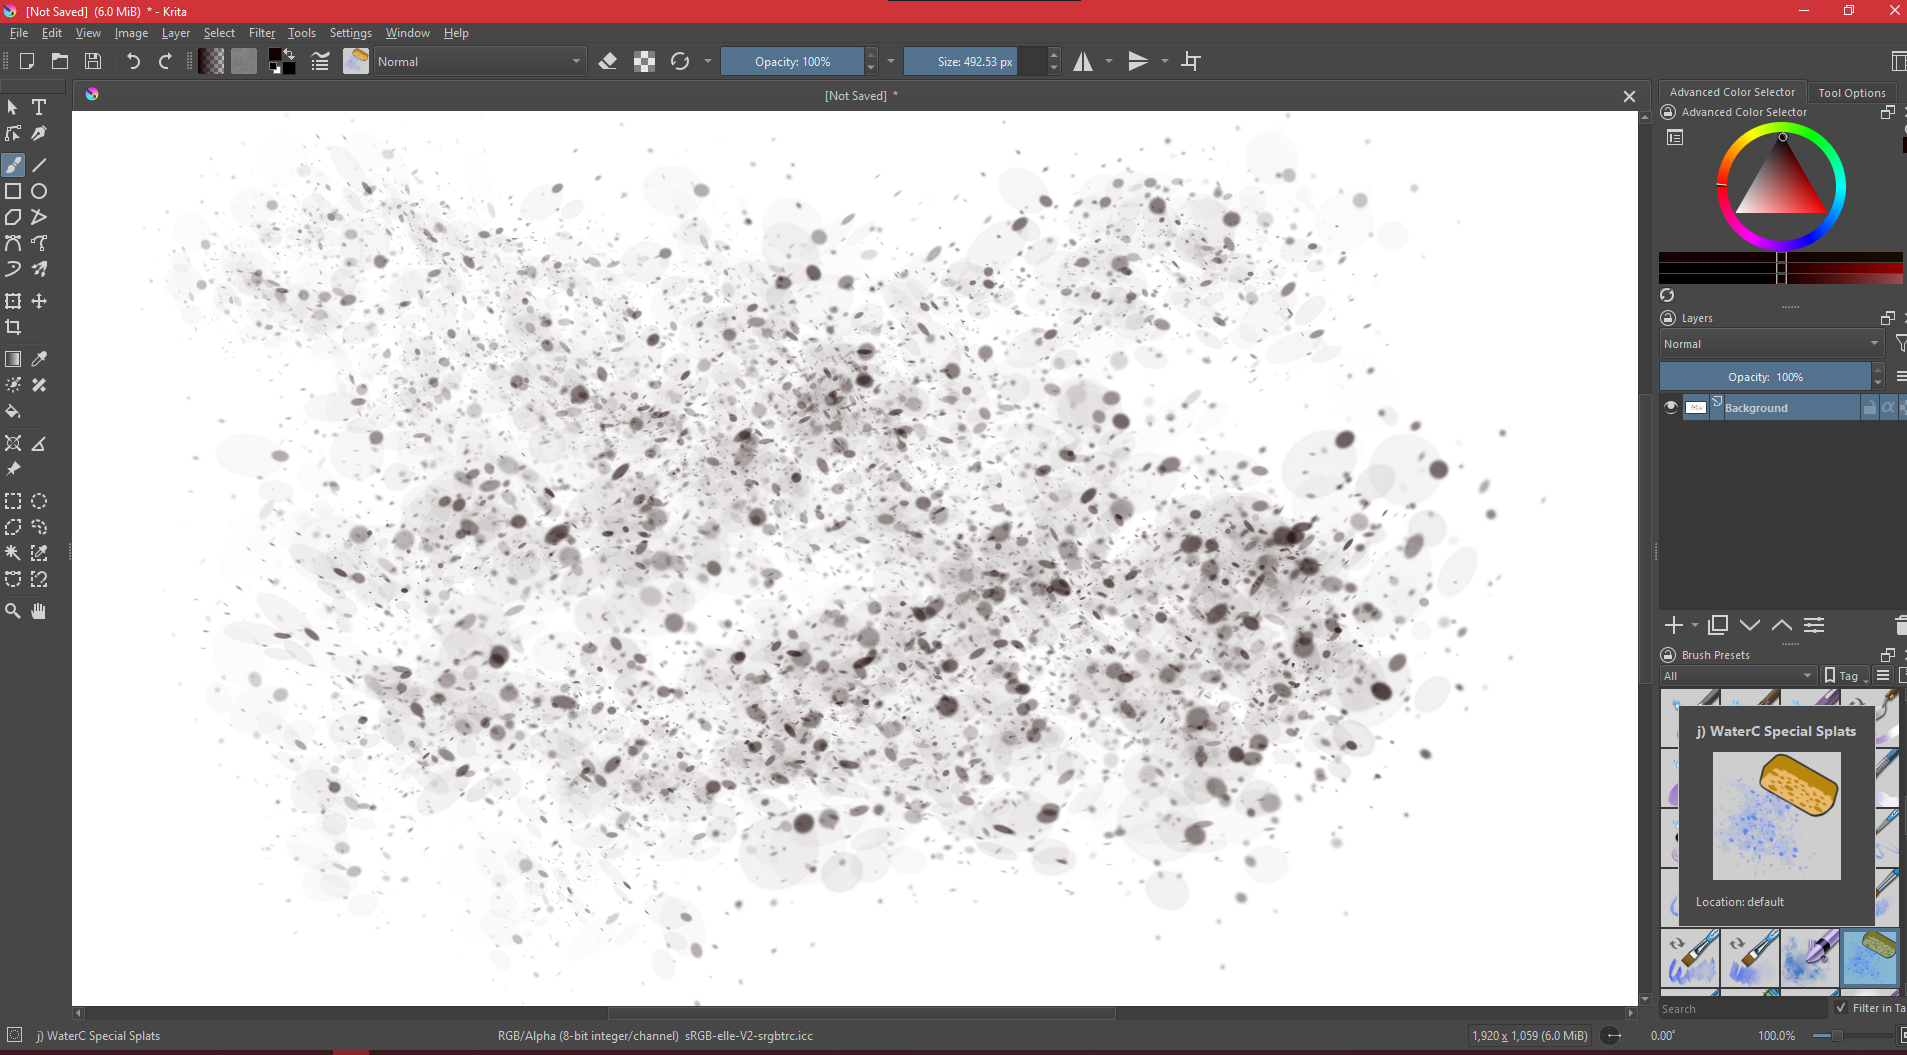 [Not Saved]  (6.0 MiB)  * - Krita
File Edit View Image Layer Select Filter Tools Settings Window Help
Normal Opacity: 100% Size: 492.53 px
[Not Saved]  *
Advanced Color Selector Tool Options
Advanced Color Selector
Layers
Normal
Opacity:  100%
Background
Brush Presets
All Tag
j) WaterC Special Splats
Location: default
Search Filter in Ta
j) WaterC Special Splats RGB/Alpha (8-bit integer/channel)  sRGB-elle-V2-srgbtrc.icc 1,920 x 1,059 (6.0 MiB) 0.00° 100.0%